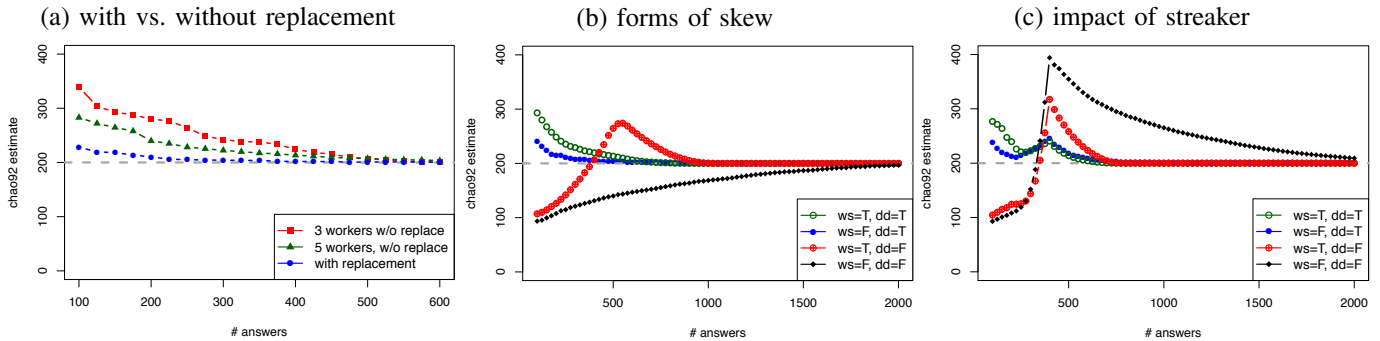 (a) with vs. without replacement
400
300
200
100
0
chao92 estimate
100
200
300
400
500
600
# answers
3 workers w/o replace
5 workers, w/o replace
with replacement
(b) forms of skew
400
300
200
100
0
chao92 estimate
500
1000
1500
2000
# answers
ws=T, dd=T
ws=F, dd=T
ws=T, dd=F
ws=F, dd=F
(c) impact of streaker
400
300
200
100
0
chao92 estimate
500
1000
1500
2000
# answers
ws=T, dd=T
ws=F, dd=T
ws=T, dd=F
ws=F, dd=F